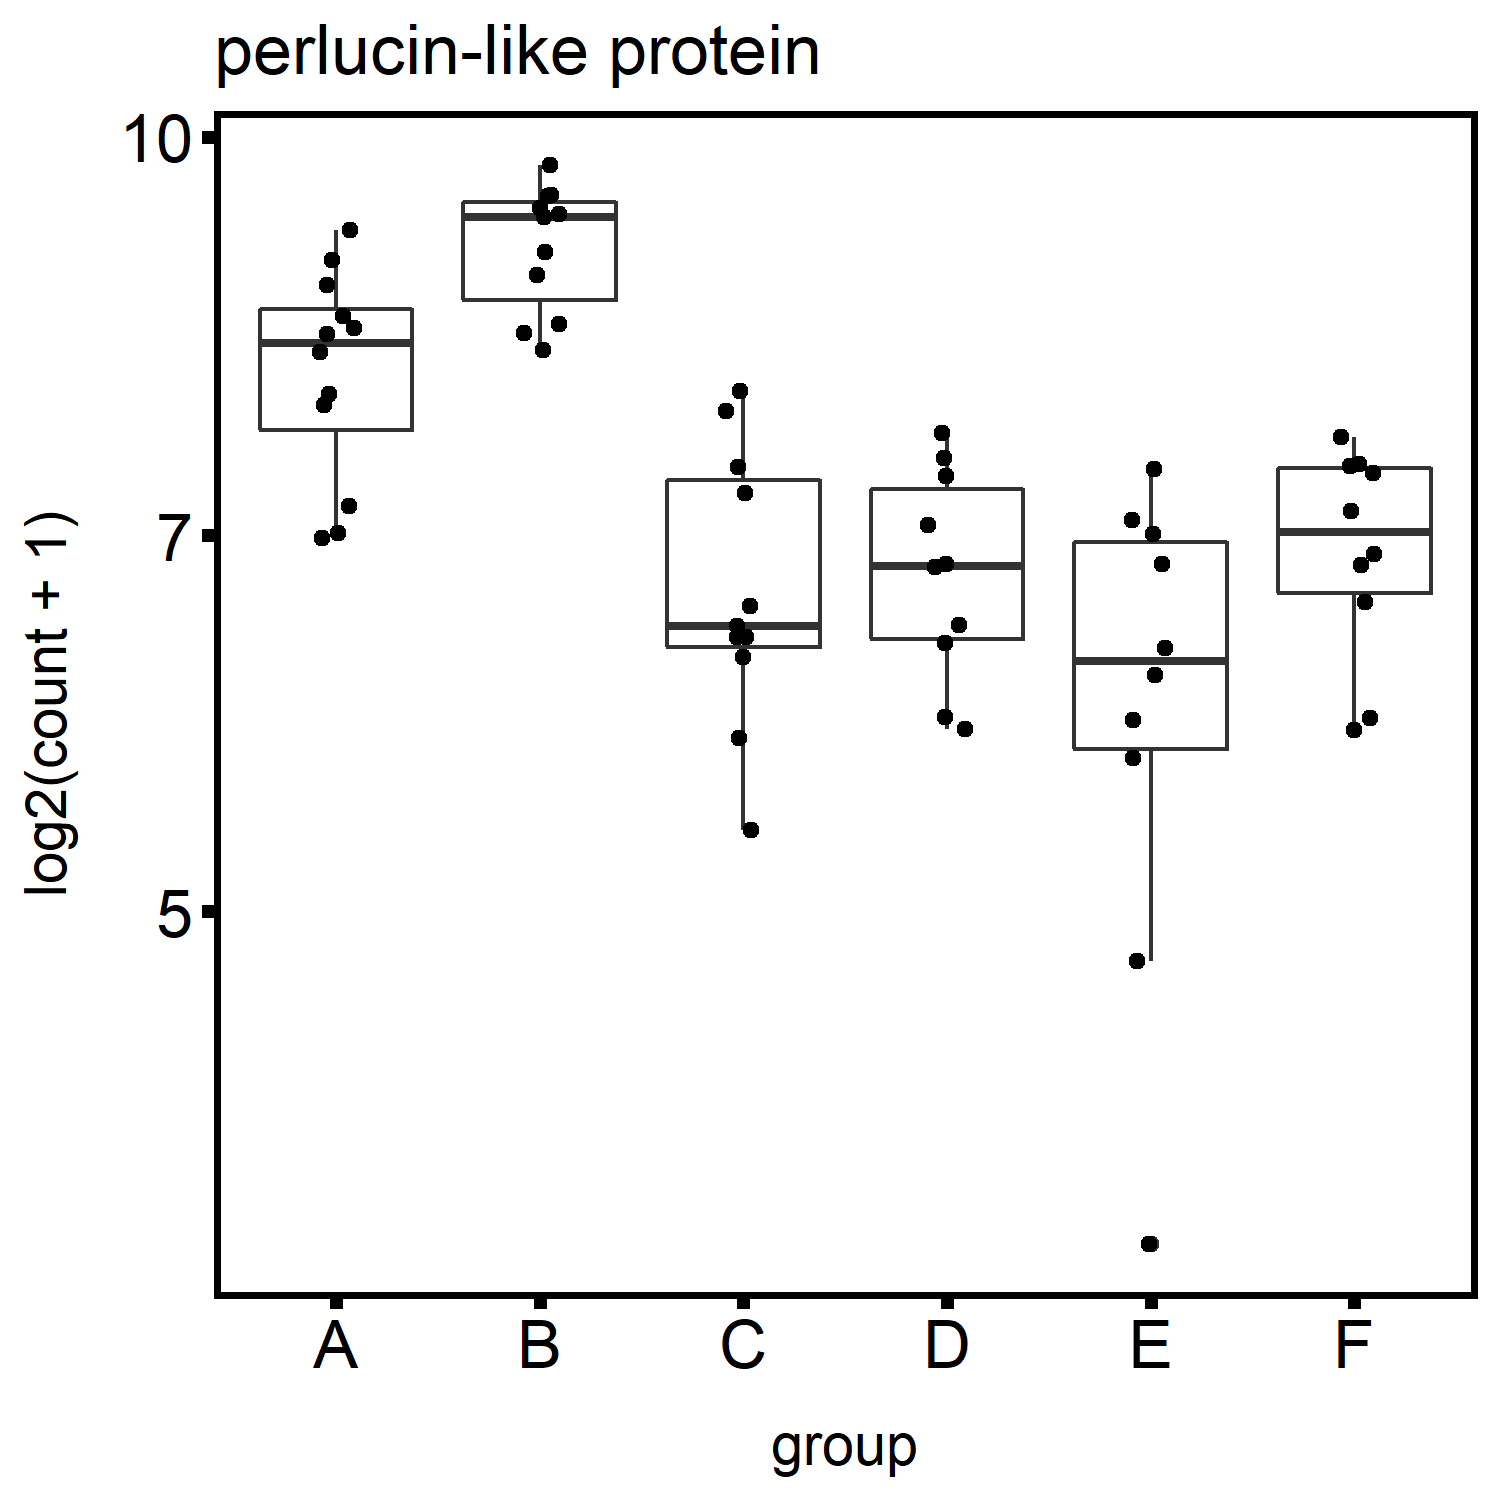 perlucin-like protein
10
7
5
log2(count + 1)
A B C D E F
group